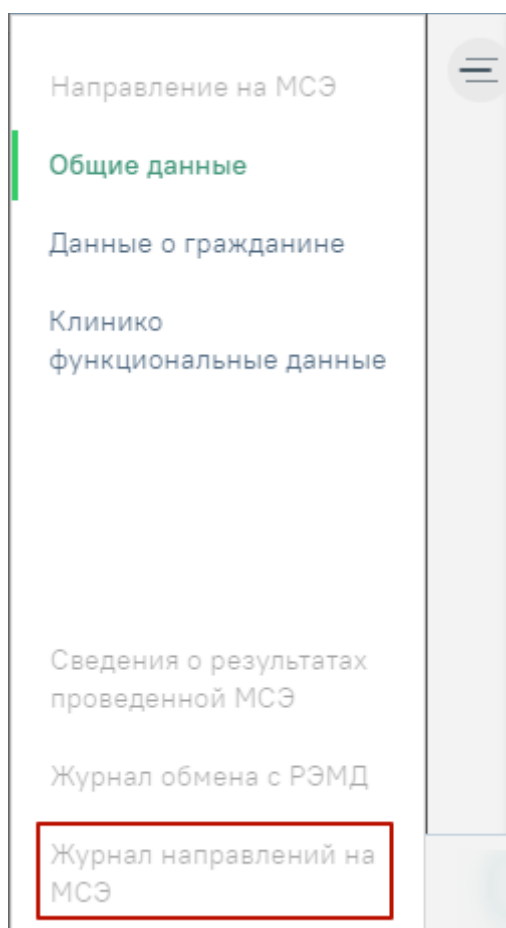 Направление на МСЭ
Общие данные
Данные о гражданине
Клинико
функциональные данные
Сведения о результатах
проведенной МСЭ
Журнал обмена с РЭМД
Журнал направлений на
МСЭ